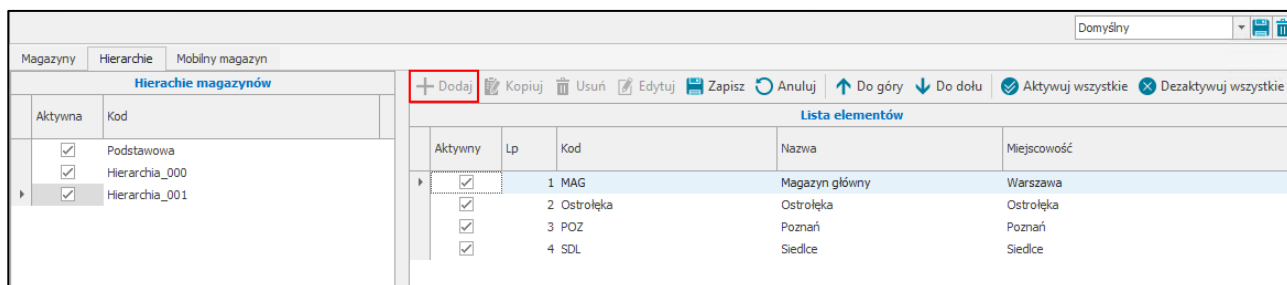 Domyślny
Magazyny Hierarchie Mobilny magazyn
Hierachie magazynów
Aktywna Kod
Podstawowa
Hierarchia_000
Hierarchia_001
Dodaj Kopiuj Usuń Edytuj Zapisz Anuluj Do góry Do dołu Aktywuj wszystkie Dezaktywuj wszystkie
Lista elementów
Aktywny Lp Kod Nazwa Miejscowość
1 MAG Magazyn główny Warszawa
2 Ostrołęka Ostrołęka Ostrołęka
3 POZ Poznań Poznań
4 SDL Siedlce Siedlce